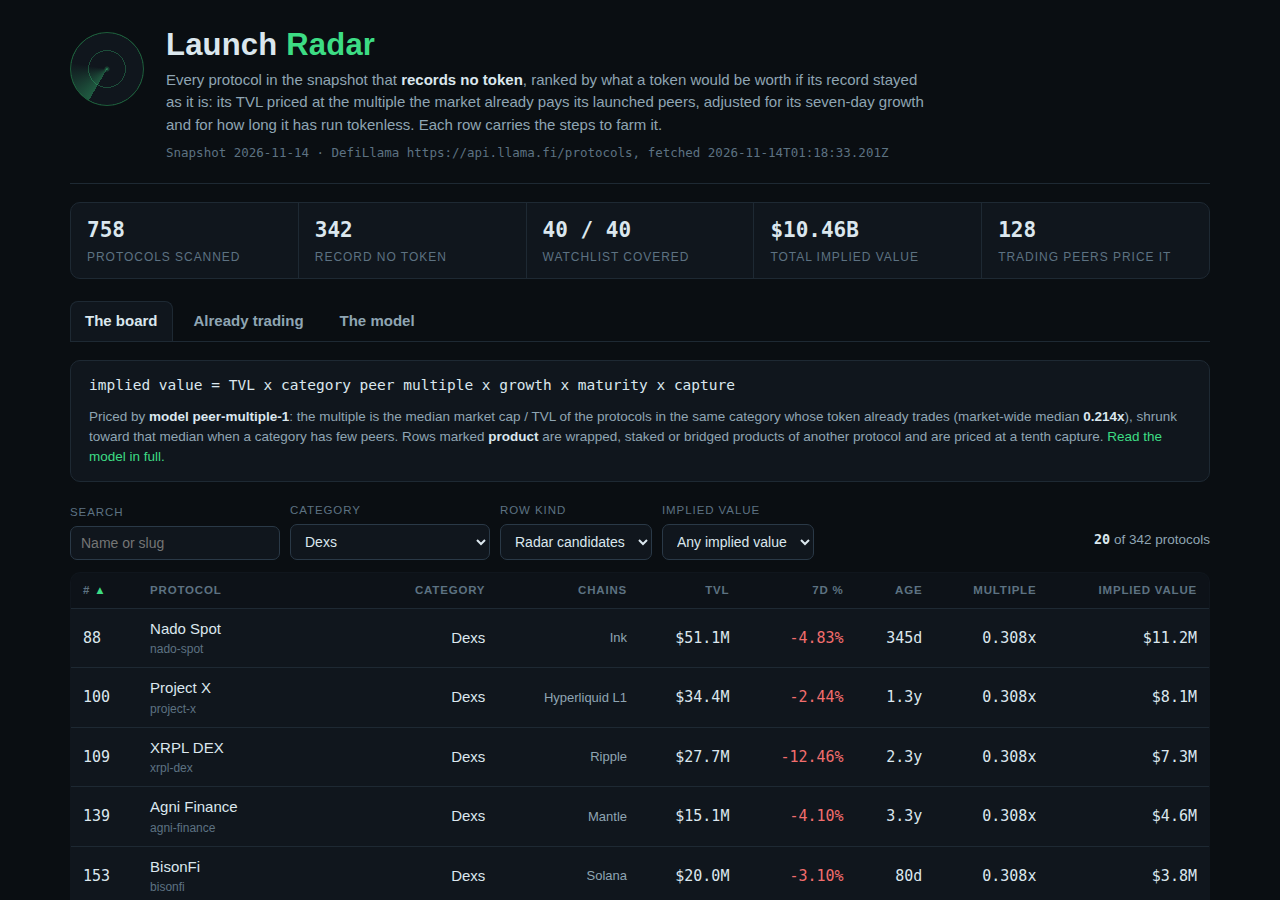 Launch Radar
Every protocol in the snapshot that records no token, ranked by what a token would be worth if its record stayed
as it is: its TVL priced at the multiple the market already pays its launched peers, adjusted for its seven-day growth
and for how long it has run tokenless. Each row carries the steps to farm it.
Snapshot 2026-11-14 · DefiLlama https://api.llama.fi/protocols, fetched 2026-11-14T01:18:33.201Z
758 342 40 / 40 $10.46B 128
PROTOCOLS SCANNED RECORD NO TOKEN WATCHLIST COVERED TOTAL IMPLIED VALUE TRADING PEERS PRICE IT
The board Already trading The model
implied value = TVL x category peer multiple x growth x maturity x capture
Priced by model peer-multiple-1: the multiple is the median market cap / TVL of the protocols in the same category whose token already trades (market-wide median 0.214x), shrunk
toward that median when a category has few peers. Rows marked product are wrapped, staked or bridged products of another protocol and are priced at a tenth capture. Read the
model in full.
SEARCH CATEGORY ROW KIND IMPLIED VALUE
Name or slug Dexs Radar candidates Any implied value 20 of 342 protocols
# ▲ PROTOCOL CATEGORY CHAINS TVL 7D % AGE MULTIPLE IMPLIED VALUE
88 Nado Spot Dexs Ink $51.1M -4.83% 345d 0.308x $11.2M
nado-spot
100 Project X Dexs Hyperliquid L1 $34.4M -2.44% 1.3y 0.308x $8.1M
project-x
109 XRPL DEX Dexs Ripple $27.7M -12.46% 2.3y 0.308x $7.3M
xrpl-dex
139 Agni Finance Dexs Mantle $15.1M -4.10% 3.3y 0.308x $4.6M
agni-finance
153 BisonFi Dexs Solana $20.0M -3.10% 80d 0.308x $3.8M
bisonfi